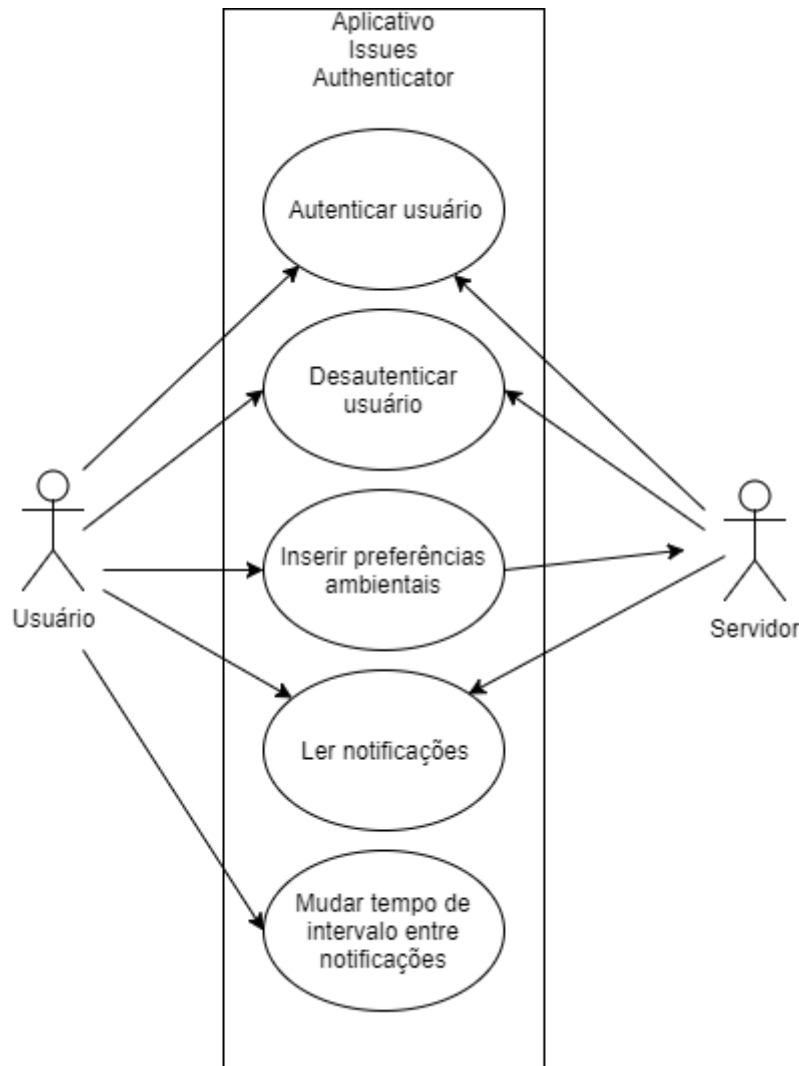 Aplicativo
Issues
Authenticator
Autenticar usuário
Desautenticar
usuário
Inserir preferências
ambientais
Usuário
Servidor
Ler notificações
Mudar tempo de
intervalo entre
notificações